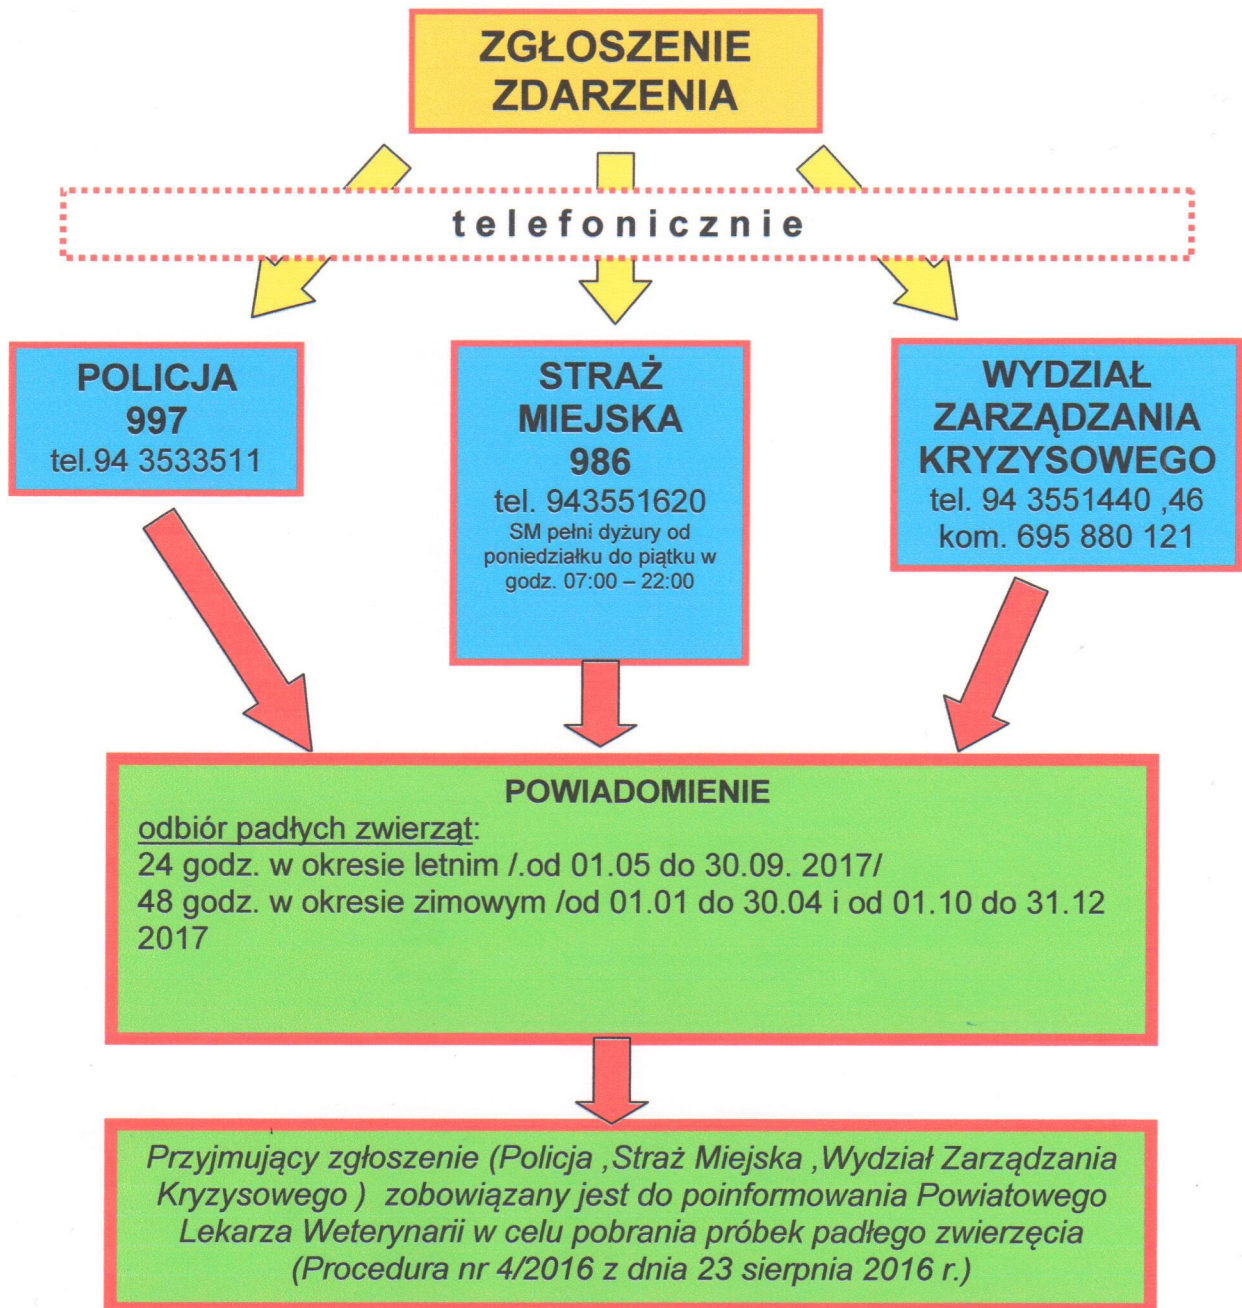 ZGŁOSZENIE
ZDARZENIA
telefonicznie
POLICJA
997
tel.94 3533511
STRAŻ
MIEJSKA
986
tel. 943551620
SM pełni dyżury od
poniedziałku do piątku w
godz. 07:00 – 22:00
WYDZIAŁ
ZARZĄDZANIA
KRYZYSOWEGO
tel. 94 3551440 ,46
kom. 695 880 121
POWIADOMIENIE
odbiór padłych zwierząt:
24 godz. w okresie letnim /.od 01.05 do 30.09. 2017/
48 godz. w okresie zimowym /od 01.01 do 30.04 i od 01.10 do 31.12
2017
Przyjmujący zgłoszenie (Policja ,Straż Miejska ,Wydział Zarządzania
Kryzysowego ) zobowiązany jest do poinformowania Powiatowego
Lekarza Weterynarii w celu pobrania próbek padłego zwierzęcia
(Procedura nr 4/2016 z dnia 23 sierpnia 2016 r.)